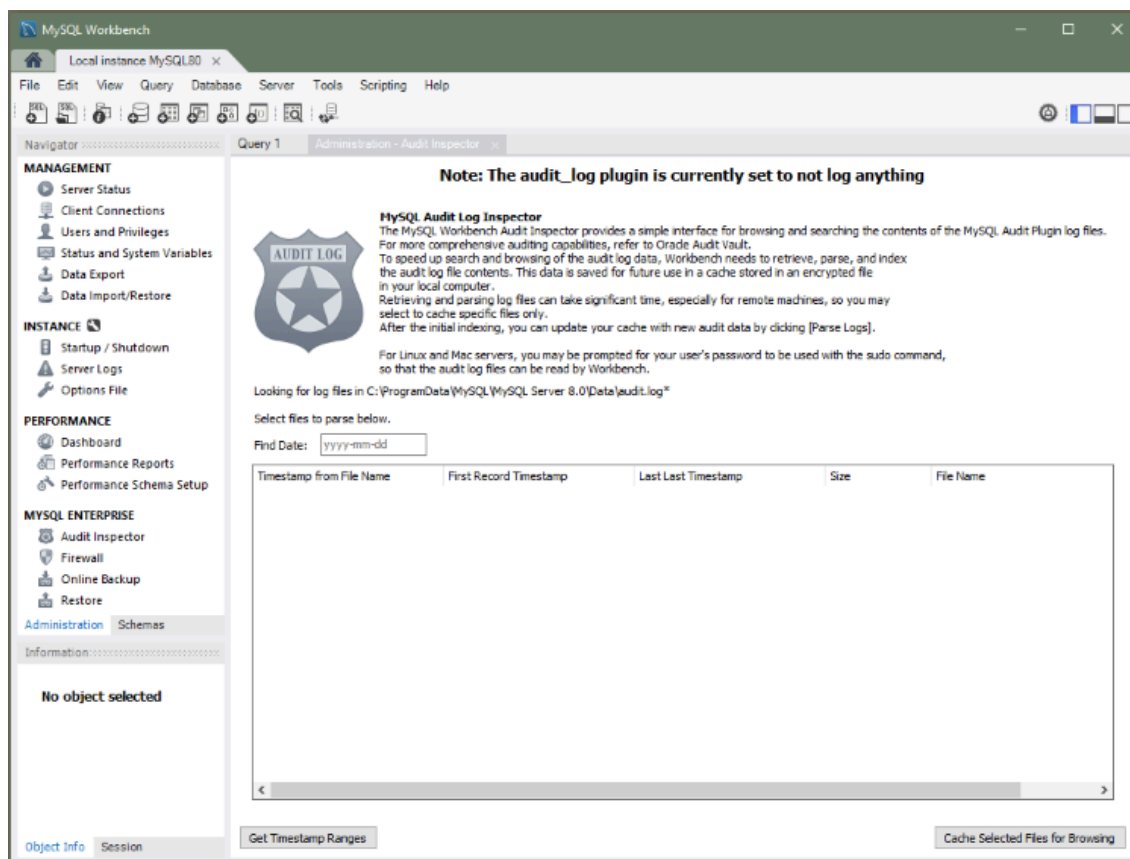 MySQL Workbench
Local instance MySQL80
File Edit View Query Database Server Tools Scripting Help
Navigator
MANAGEMENT
Server Status
Client Connections
Users and Privileges
Status and System Variables
Data Export
Data Import/Restore
INSTANCE
Startup / Shutdown
Server Logs
Options File
PERFORMANCE
Dashboard
Performance Reports
Performance Schema Setup
MYSQL ENTERPRISE
Audit Inspector
Firewall
Online Backup
Restore
Administration Schemas
Information
No object selected
Object Info Session
Query 1 Administration - Audit Inspector
Note: The audit_log plugin is currently set to not log anything
AUDIT LOG
MySQL Audit Log Inspector
The MySQL Workbench Audit Inspector provides a simple interface for browsing and searching the contents of the MySQL Audit Plugin log files.
For more comprehensive auditing capabilities, refer to Oracle Audit Vault.
To speed up search and browsing of the audit log data, Workbench needs to retrieve, parse, and index
the audit log file contents. This data is saved for future use in a cache stored in an encrypted file
in your local computer.
Retrieving and parsing log files can take significant time, especially for remote machines, so you may
select to cache specific files only.
After the initial indexing, you can update your cache with new audit data by clicking [Parse Logs].
For Linux and Mac servers, you may be prompted for your user's password to be used with the sudo command,
so that the audit log files can be read by Workbench.
Looking for log files in C:\ProgramData\MySQL\MySQL Server 8.0\Data\audit.log*
Select files to parse below.
Find Date: yyyy-mm-dd
Timestamp from File Name First Record Timestamp Last Last Timestamp Size File Name
Get Timestamp Ranges Cache Selected Files for Browsing